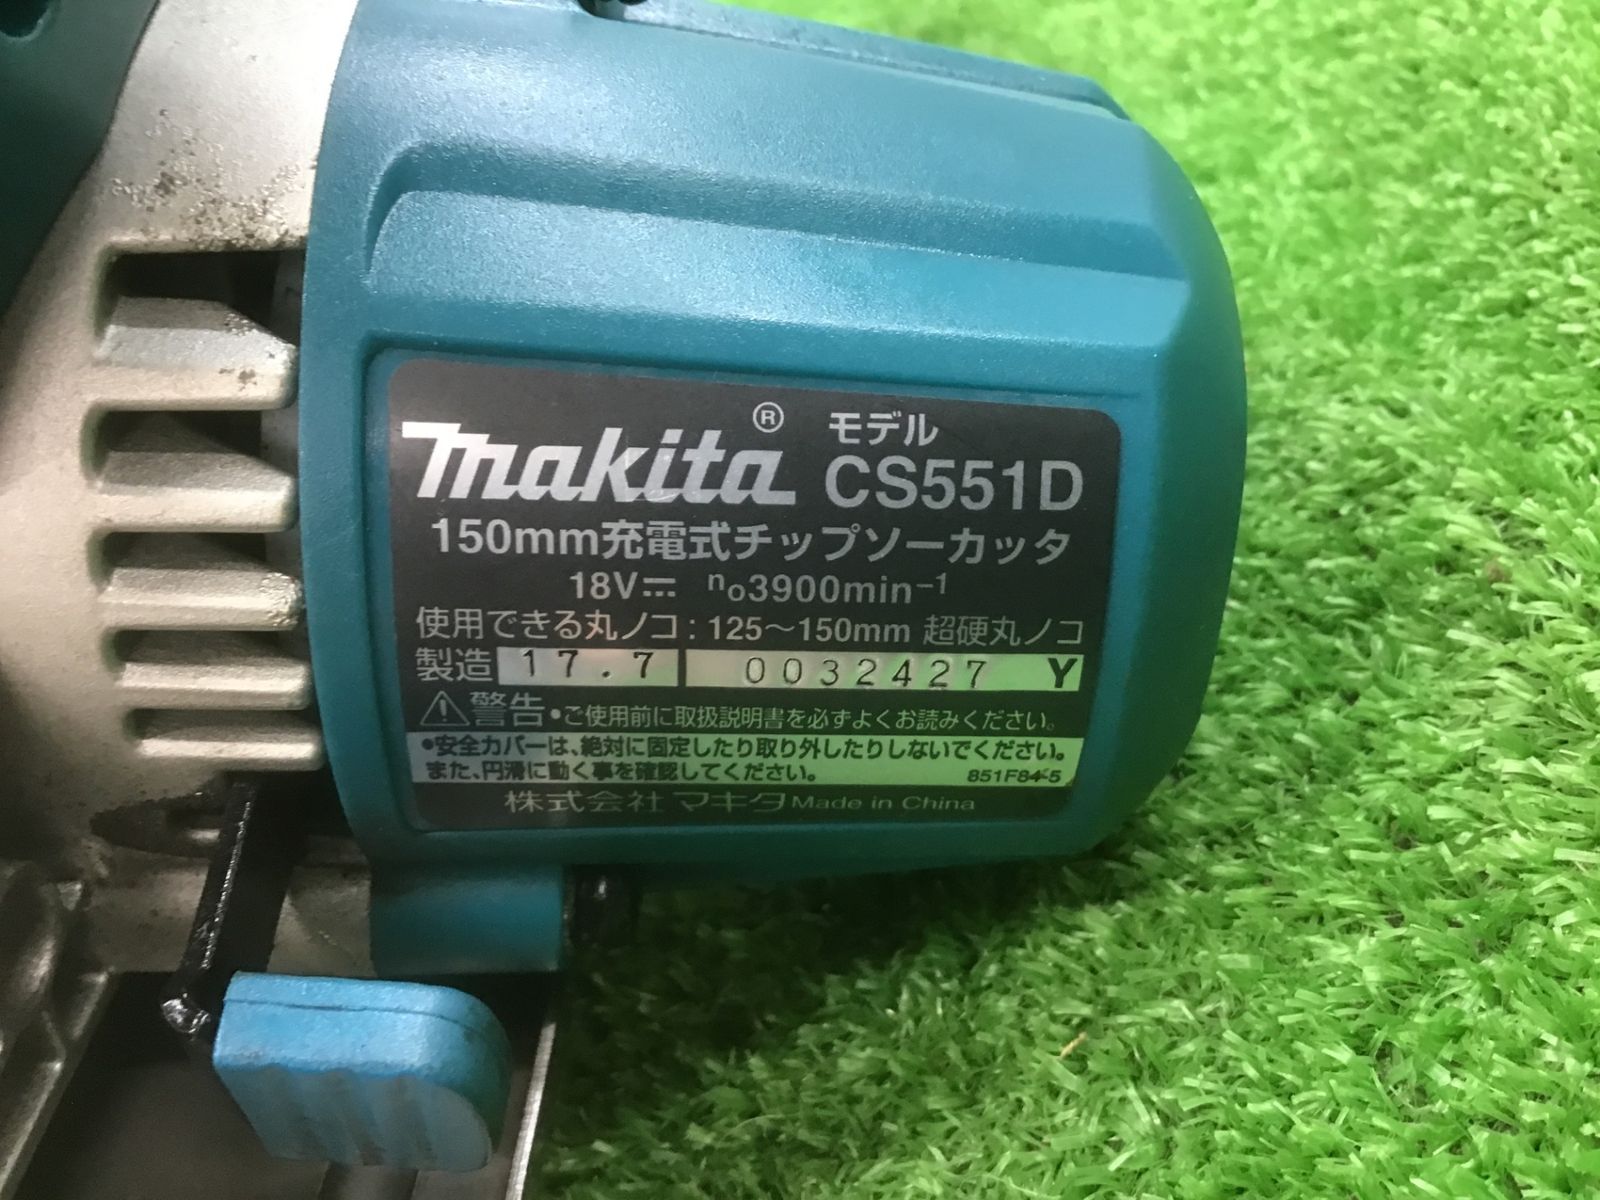 makita® モデル
CS551D
150mm充電式チップソーカッタ
18V⎓ n₀3900min⁻¹
使用できる丸ノコ:125〜150mm 超硬丸ノコ
製造 17.7 0032427 Y
⚠警告•ご使用前に取扱説明書を必ずよくお読みください。
•安全カバーは、絶対に固定したり取り外したりしないでください。
また、円滑に動く事を確認してください。 851F84-5
株式会社 マキタ Made in China